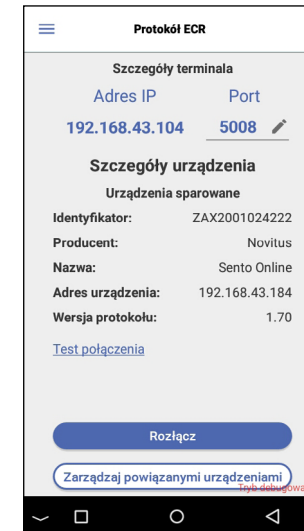 Protokół ECR
Szczegóły terminala
Adres IP Port
192.168.43.104 5008
Szczegóły urządzenia
Urządzenia sparowane
Identyfikator: ZAX2001024222
Producent: Novitus
Nazwa: Sento Online
Adres urządzenia: 192.168.43.184
Wersja protokołu: 1.70
Test połączenia
Rozłącz
Zarządzaj powiązanymi urządzeniami
Tryb debugowa